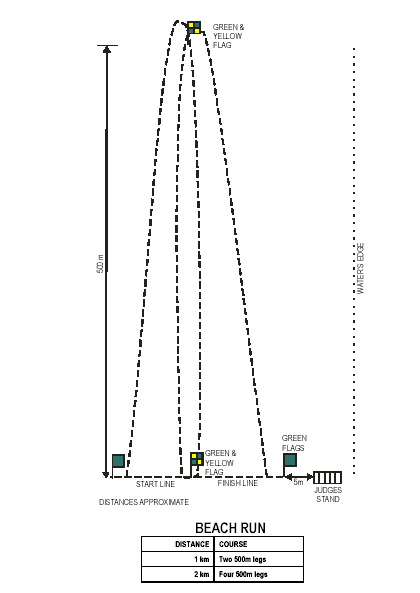 GREEN &
YELLOW
FLAG
500 m
WATER'S EDGE
GREEN
FLAGS
GREEN &
YELLOW
FLAG
START LINE
FINISH LINE
5m
JUDGES
STAND
DISTANCES APPROXIMATE
BEACH RUN
DISTANCE COURSE
1 km Two 500m legs
2 km Four 500m legs